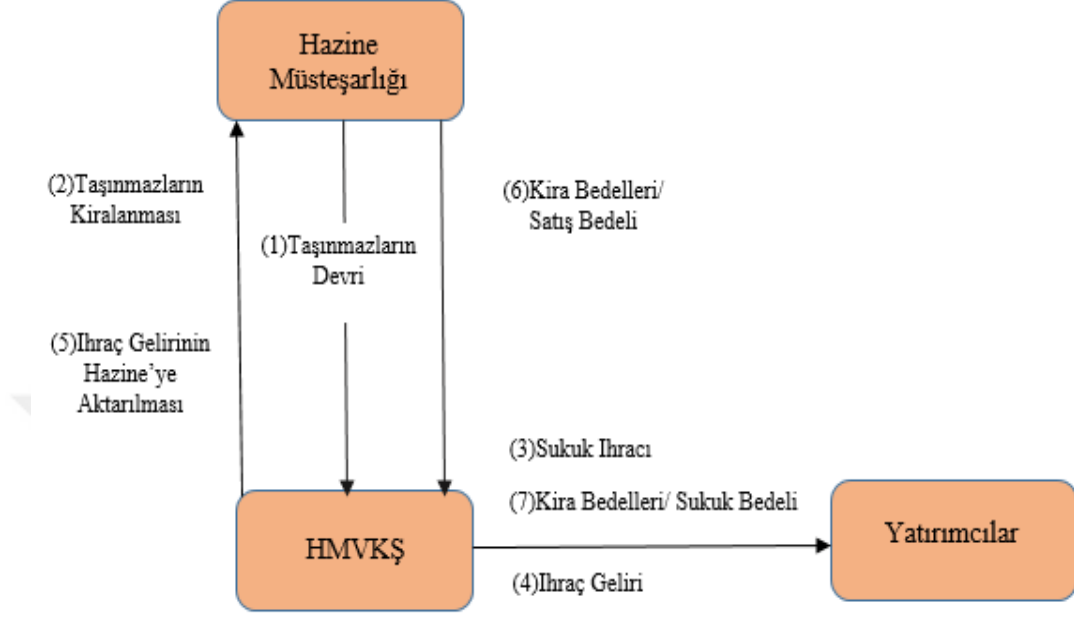 Hazine
Müsteşarlığı
(2)Taşınmazların
Kiralanması
(1)Taşınmazların
Devri
(6)Kira Bedelleri/
Satış Bedeli
(5)Ihraç Gelirinin
Hazine’ye
Aktarılması
(3)Sukuk Ihracı
(7)Kira Bedelleri/ Sukuk Bedeli
(4)Ihraç Geliri
HMVKŞ
Yatırımcılar